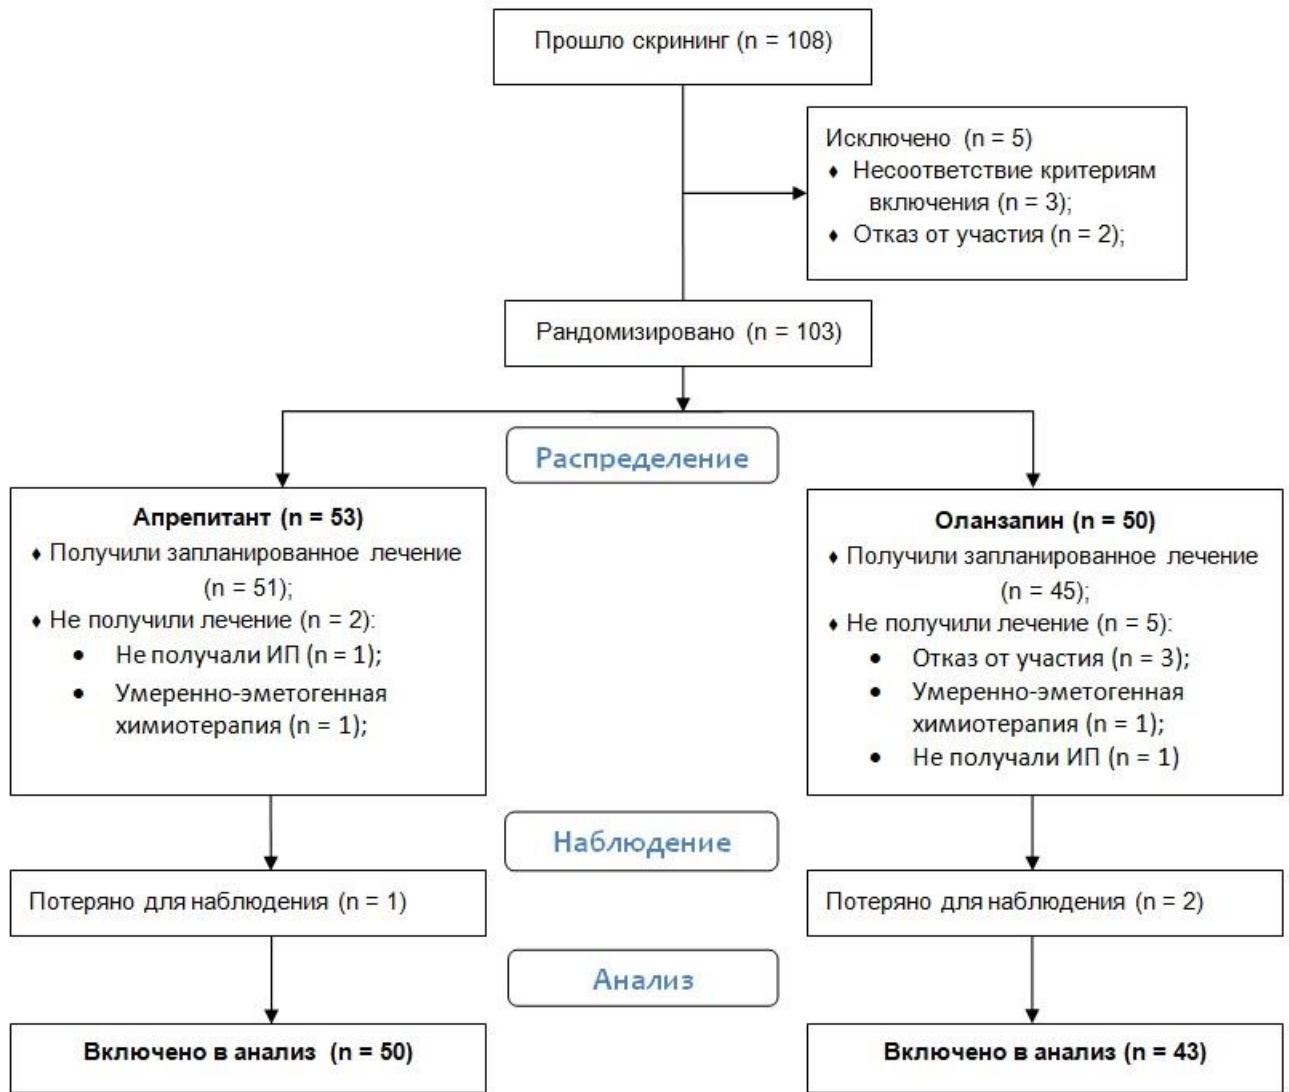 Прошло скрининг (n = 108)
Исключено (n = 5)
♦ Несоответствие критериям
включения (n = 3);
♦ Отказ от участия (n = 2);
Рандомизировано (n = 103)
Распределение
Апрепитант (n = 53)
♦ Получили запланированное лечение
(n = 51);
♦ Не получили лечение (n = 2):
• Не получали ИП (n = 1);
• Умеренно-эметогенная
химиотерапия (n = 1);
Оланзапин (n = 50)
♦ Получили запланированное лечение
(n = 45);
♦ Не получили лечение (n = 5):
• Отказ от участия (n = 3);
• Умеренно-эметогенная
химиотерапия (n = 1);
• Не получали ИП (n = 1)
Наблюдение
Потеряно для наблюдения (n = 1)
Потеряно для наблюдения (n = 2)
Анализ
Включено в анализ (n = 50)
Включено в анализ (n = 43)